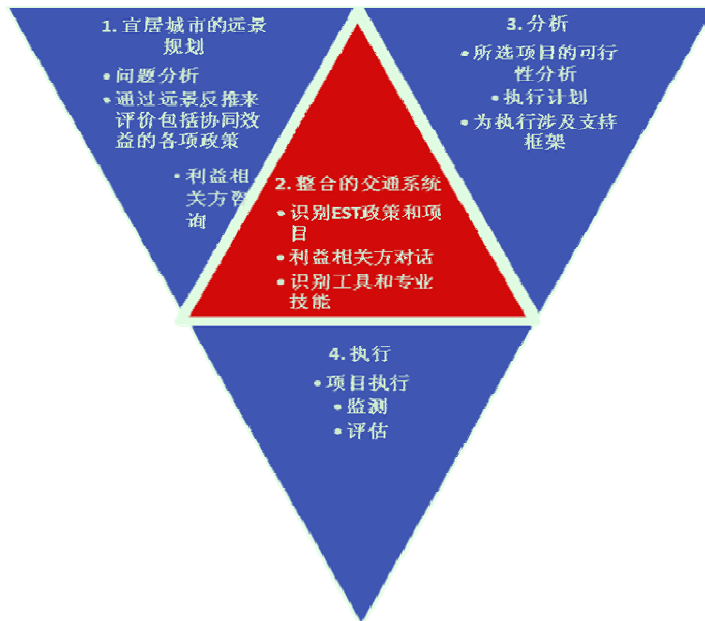 1. 宜居城市的远景
规划
• 问题分析
• 通过远景反推来
评价包括协同效
益的各项政策
• 利益相
关方咨
询
2. 整合的交通系统
• 识别EST政策和项
目
• 利益相关方对话
• 识别工具和专业
技能
3. 分析
• 所选项目的可行
性分析
• 执行计划
• 为执行涉及支持
框架
4. 执行
• 项目执行
• 监测
• 评估